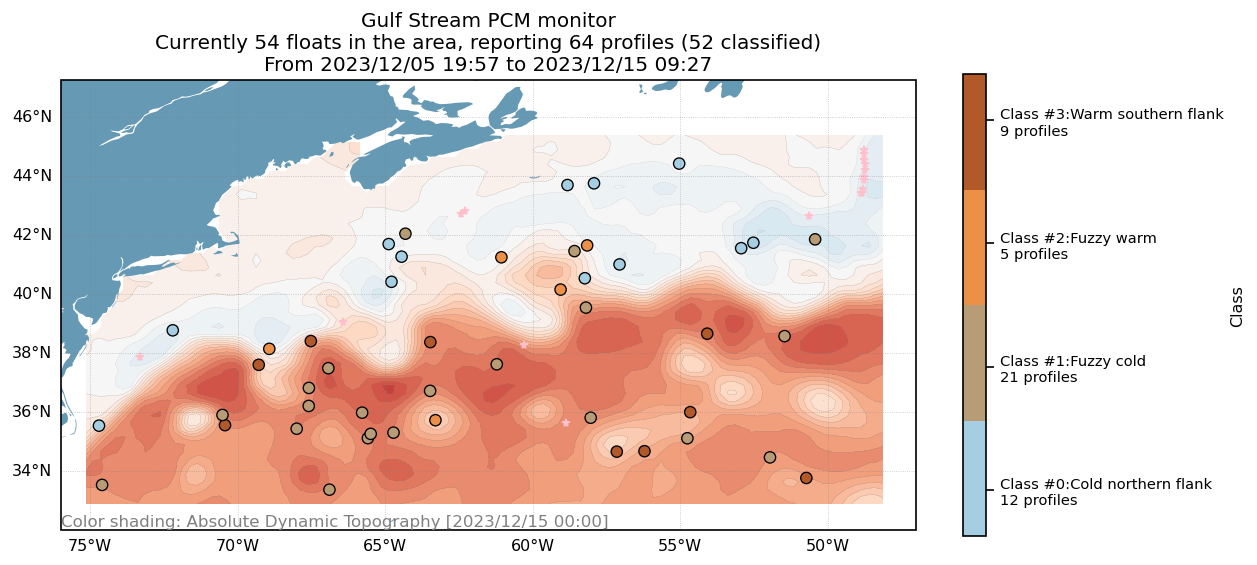 Gulf Stream PCM monitor
Currently 54 floats in the area, reporting 64 profiles (52 classified)
From 2023/12/05 19:57 to 2023/12/15 09:27
46°N
44°N
42°N
40°N
38°N
36°N
34°N
Color shading: Absolute Dynamic Topography [2023/12/15 00:00]
75°W
70°W
65°W
60°W
55°W
50°W
Class #3:Warm southern flank
9 profiles
Class #2:Fuzzy warm
5 profiles
Class #1:Fuzzy cold
21 profiles
Class #0:Cold northern flank
12 profiles
Class